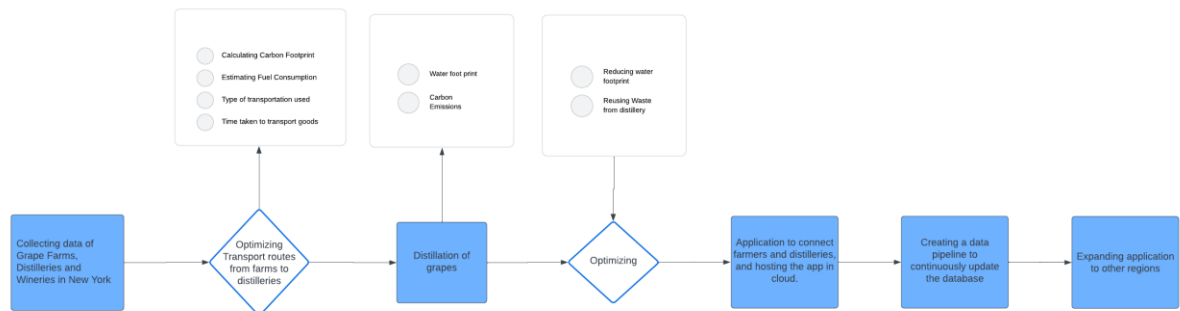 Calculating Carbon Footprint
Estimating Fuel Consumption
Type of transportation used
Time taken to transport goods
Water foot print
Carbon
Emissions
Reducing water
footprint
Reusing Waste
from distillery
Collecting data of
Grape Farms,
Distilleries and
Wineries in New York
Optimizing
Transport routes
from farms to
distilleries
Distillation of
grapes
Optimizing
Application to connect
farmers and distilleries,
and hosting the app in
cloud.
Creating a data
pipeline to
continuously update
the database
Expanding application
to other regions